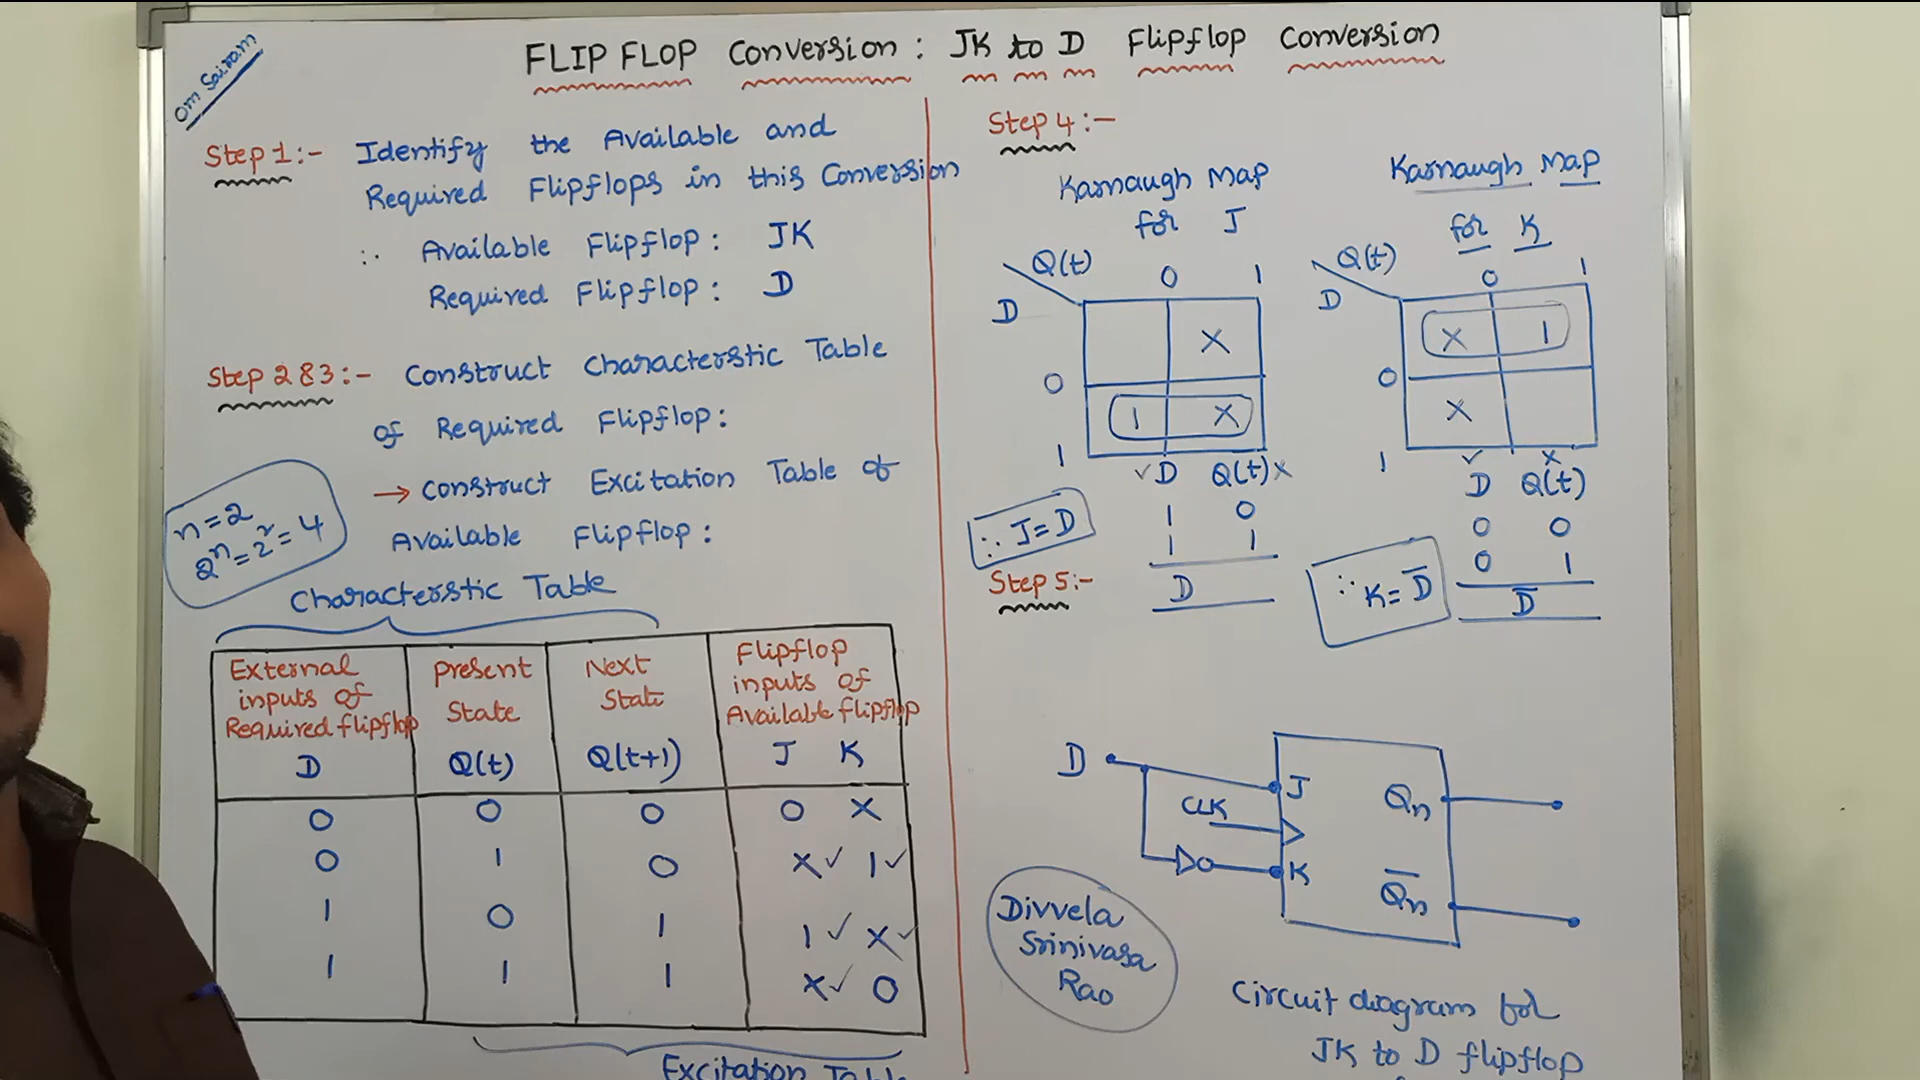 Om Sairam
FLIP FLOP Conversion : JK to D Flipflop Conversion
Step 1:- Identify the Available and
Required Flipflops in this Conversion
∴ Available Flipflop : JK
Required Flipflop : D
Step 2&3:- Construct Characterstic Table
of Required Flipflop :
→ Construct Excitation Table of
Available Flipflop :
n=2
2ⁿ=2²=4
Characterstic Table
External inputs of Required flipflop | Present State | Next State | Flipflop inputs of Available flipflop
D Q(t) Q(t+1) J K
0 0 0 0 X
0 1 0 X ✓ 1 ✓
1 0 1 1 ✓ X ✓
1 1 1 X ✓ 0
Excitation Table
Step 4:-
Karnaugh Map
for J
Q(t)
D
0 1
X
0
1 X
1
✓D Q(t)X
1 0
1 1
D
∴ J=D
Karnaugh Map
for K
Q(t)
D
0 1
X 1
0
X
1
✓ X
D Q(t)
0 0
0 1
D̅
∴ K=D̅
Step 5:-
D
J Qn
CLK
K Q̅n
Divvela
Srinivasa
Rao
Circuit diagram for
JK to D flipflop